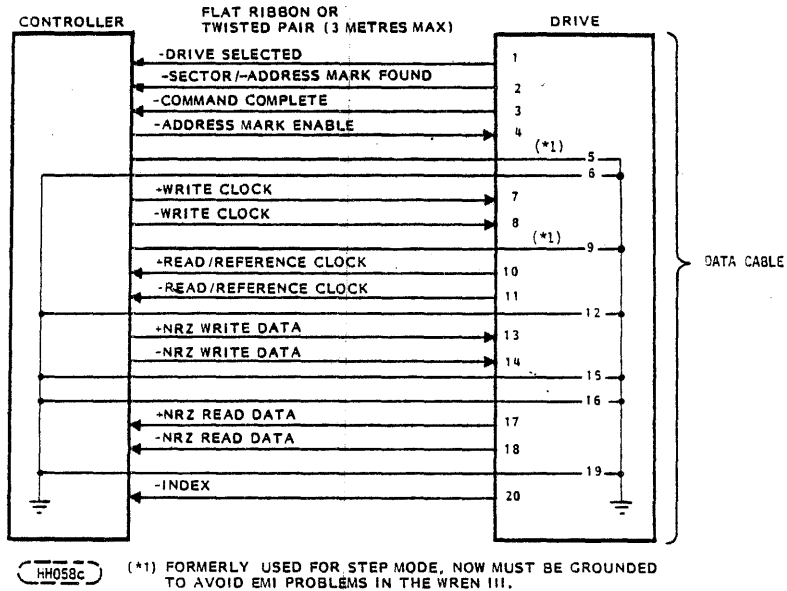 FLAT RIBBON OR
CONTROLLER TWISTED PAIR (3 METRES MAX) DRIVE
-DRIVE SELECTED 1
-SECTOR/-ADDRESS MARK FOUND 2
-COMMAND COMPLETE 3
-ADDRESS MARK ENABLE 4
(*1)
5
6
+WRITE CLOCK 7
-WRITE CLOCK 8
(*1)
9
+READ/REFERENCE CLOCK 10
DATA CABLE
-READ/REFERENCE CLOCK 11
12
+NRZ WRITE DATA 13
-NRZ WRITE DATA 14
15
16
+NRZ READ DATA 17
-NRZ READ DATA 18
19
-INDEX 20
HH058c (*1) FORMERLY USED FOR STEP MODE, NOW MUST BE GROUNDED
TO AVOID EMI PROBLEMS IN THE WREN III.